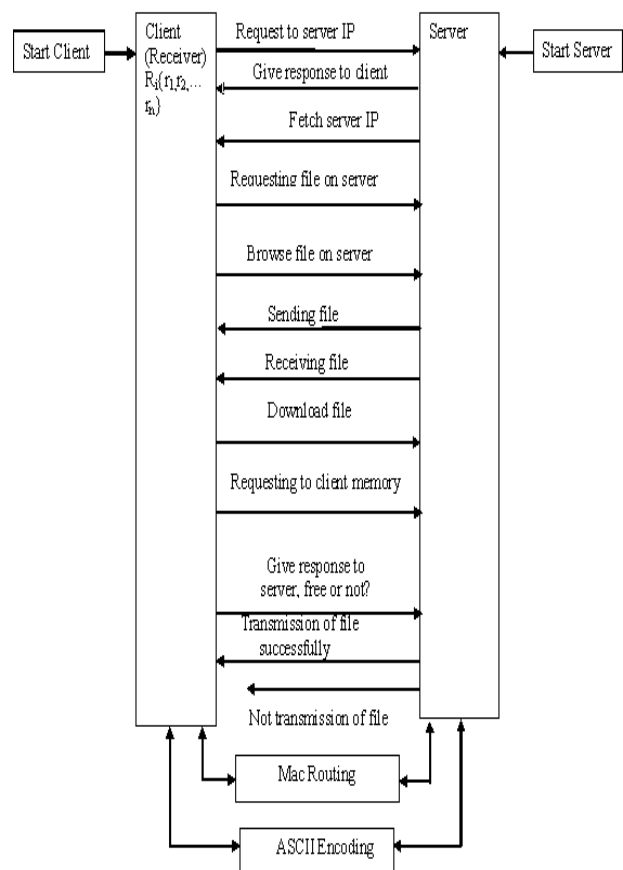 Start Client
Client
(Receiver)
Ri(r1,r2,...
rn)
Request to server IP
Server
Start Server
Give response to client
Fetch server IP
Requesting file on server
Browse file on server
Sending file
Receiving file
Download file
Requesting to client memory
Give response to
server, free or not?
Transmission of file
successfully
Not transmission of file
Mac Routing
ASCII Encoding